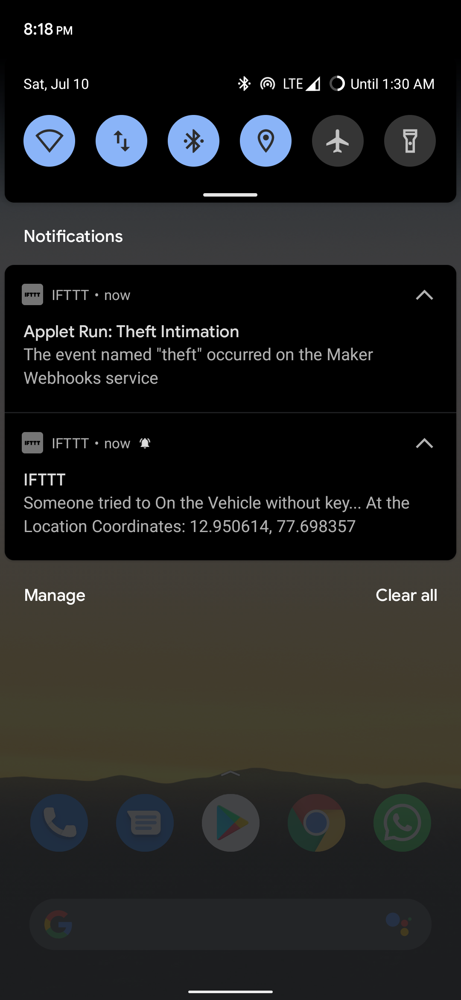 8:18 PM
Sat, Jul 10 LTE Until 1:30 AM
Notifications
IFTTT IFTTT • now
Applet Run: Theft Intimation
The event named "theft" occurred on the Maker
Webhooks service
IFTTT IFTTT • now
IFTTT
Someone tried to On the Vehicle without key... At the
Location Coordinates: 12.950614, 77.698357
Manage Clear all
G